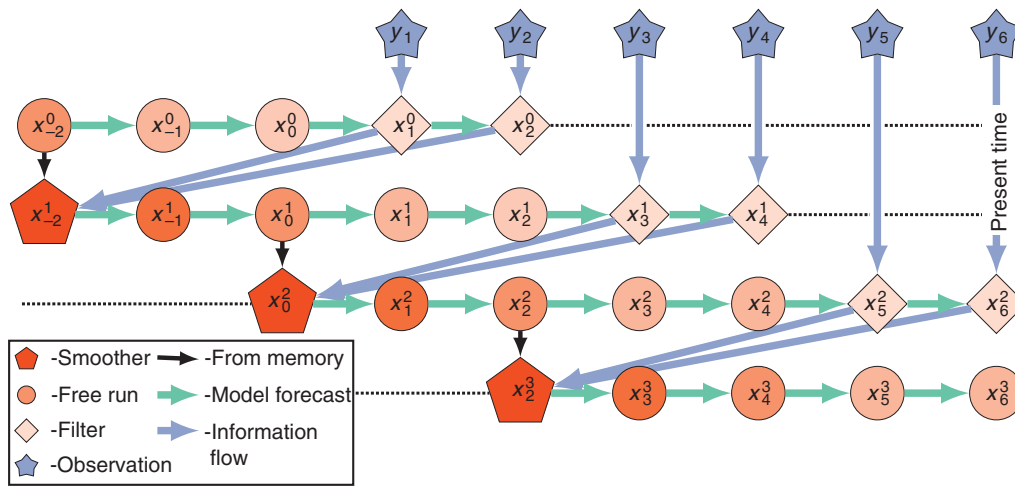 y₁ y₂ y₃ y₄ y₅ y₆
x⁰₋₂ x⁰₋₁ x⁰₀ x⁰₁ x⁰₂
x¹₋₂ x¹₋₁ x¹₀ x¹₁ x¹₂ x¹₃ x¹₄
Present time
x²₀ x²₁ x²₂ x²₃ x²₄ x²₅ x²₆
x³₂ x³₃ x³₄ x³₅ x³₆
-Smoother -From memory
-Free run -Model forecast
-Filter -Information
flow
-Observation